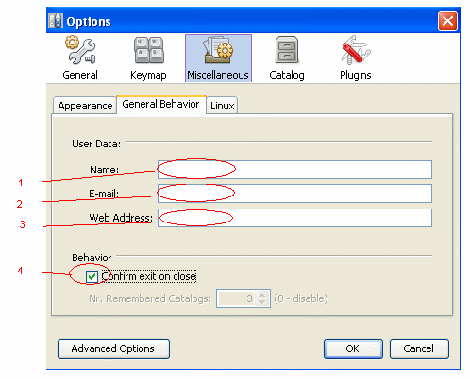 Options
General Keymap Miscellaneous Catalog Plugins
Appearance General Behavior Linux
User Data:
1 Name:
2 E-mail:
3 Web Address:
Behavior
4 Confirm exit on close
Nr. Remembered Catalogs: 0 (0 - disable)
Advanced Options OK Cancel